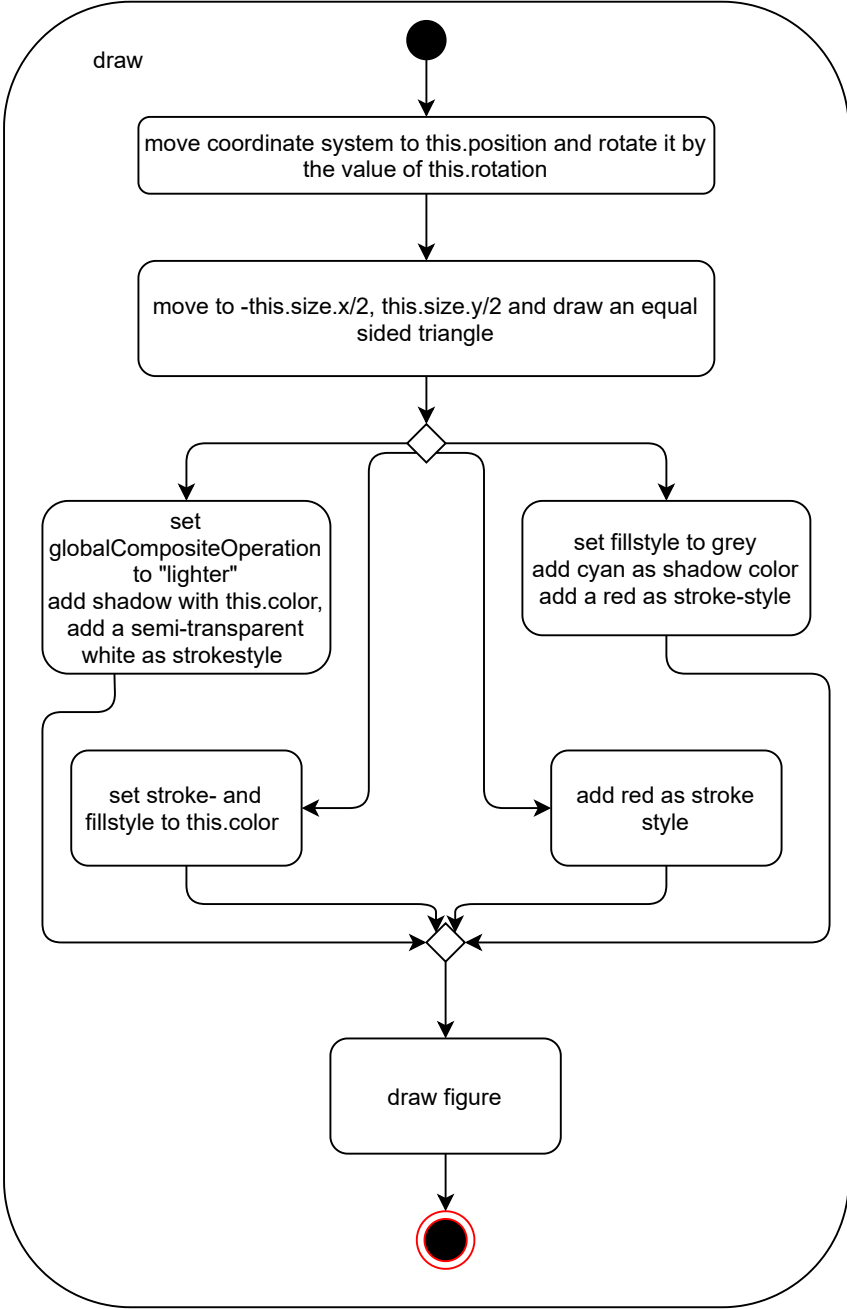 draw
move coordinate system to this.position and rotate it by
the value of this.rotation
move to -this.size.x/2, this.size.y/2 and draw an equal
sided triangle
set
globalCompositeOperation
to "lighter"
add shadow with this.color,
add a semi-transparent
white as strokestyle
set fillstyle to grey
add cyan as shadow color
add a red as stroke-style
set stroke- and
fillstyle to this.color
add red as stroke
style
draw figure